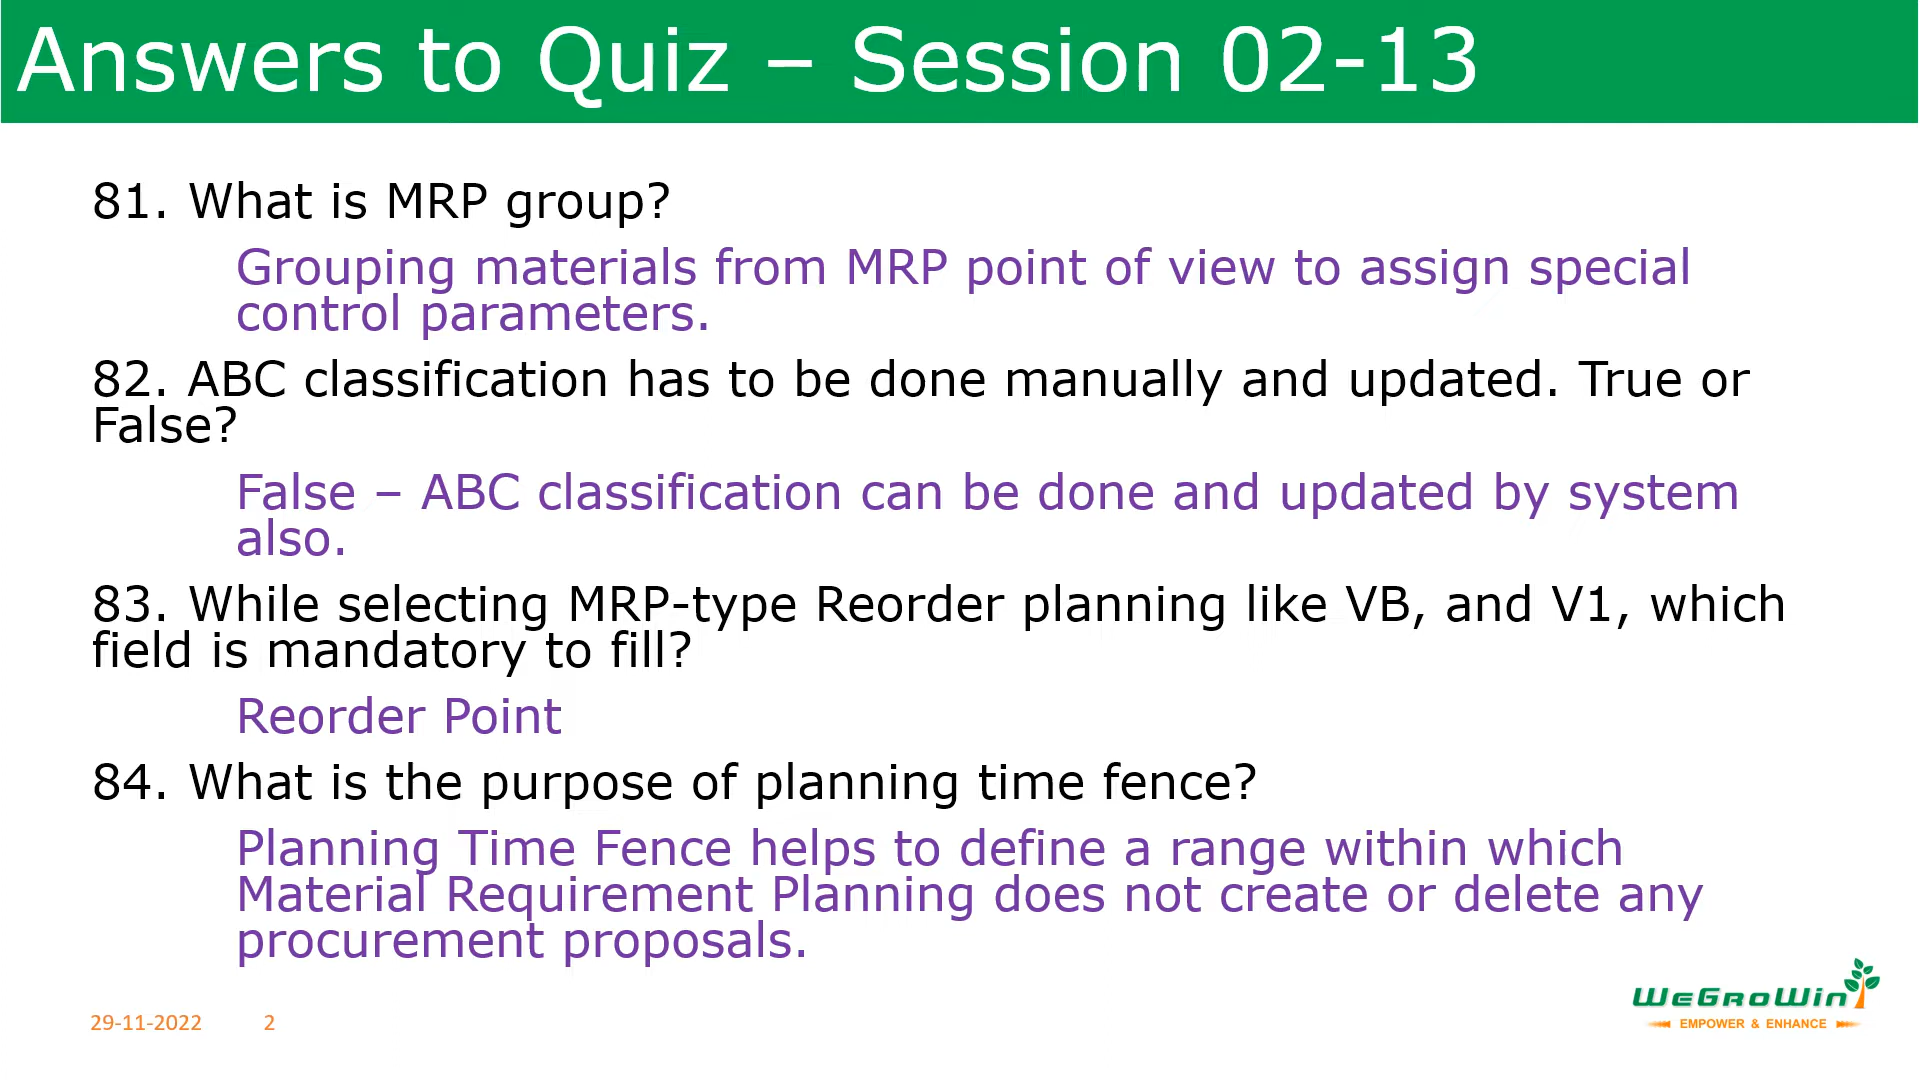 Answers to Quiz – Session 02-13
81. What is MRP group?
Grouping materials from MRP point of view to assign special
control parameters.
82. ABC classification has to be done manually and updated. True or
False?
False – ABC classification can be done and updated by system
also.
83. While selecting MRP-type Reorder planning like VB, and V1, which
field is mandatory to fill?
Reorder Point
84. What is the purpose of planning time fence?
Planning Time Fence helps to define a range within which
Material Requirement Planning does not create or delete any
procurement proposals.
WeGroWin
EMPOWER & ENHANCE
29-11-2022 2